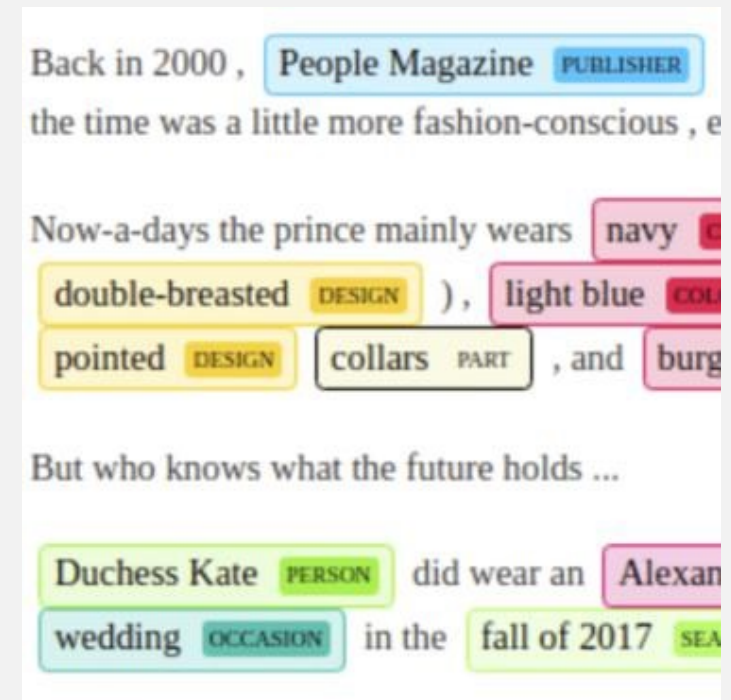 Back in 2000 , People Magazine PUBLISHER
the time was a little more fashion-conscious ,
Now-a-days the prince mainly wears navy
double-breasted DESIGN ) , light blue
pointed DESIGN collars PART , and
But who knows what the future holds ...
Duchess Kate PERSON did wear an
wedding OCCASION in the fall of 2017